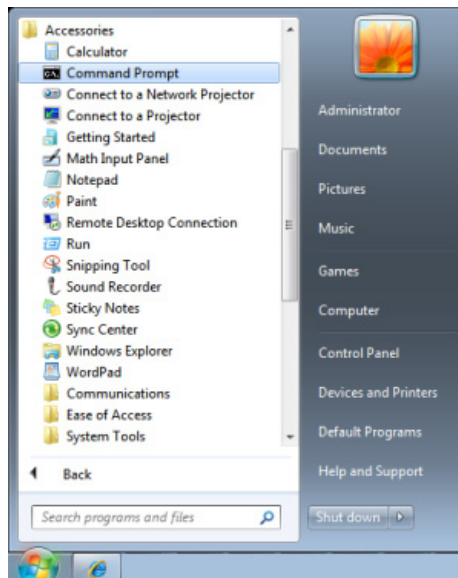 Accessories
Calculator
Command Prompt
Connect to a Network Projector
Connect to a Projector
Getting Started
Math Input Panel
Notepad
Paint
Remote Desktop Connection
Run
Snipping Tool
Sound Recorder
Sticky Notes
Sync Center
Windows Explorer
WordPad
Communications
Ease of Access
System Tools
Back
Search programs and files
Administrator
Documents
Pictures
Music
Games
Computer
Control Panel
Devices and Printers
Default Programs
Help and Support
Shut down